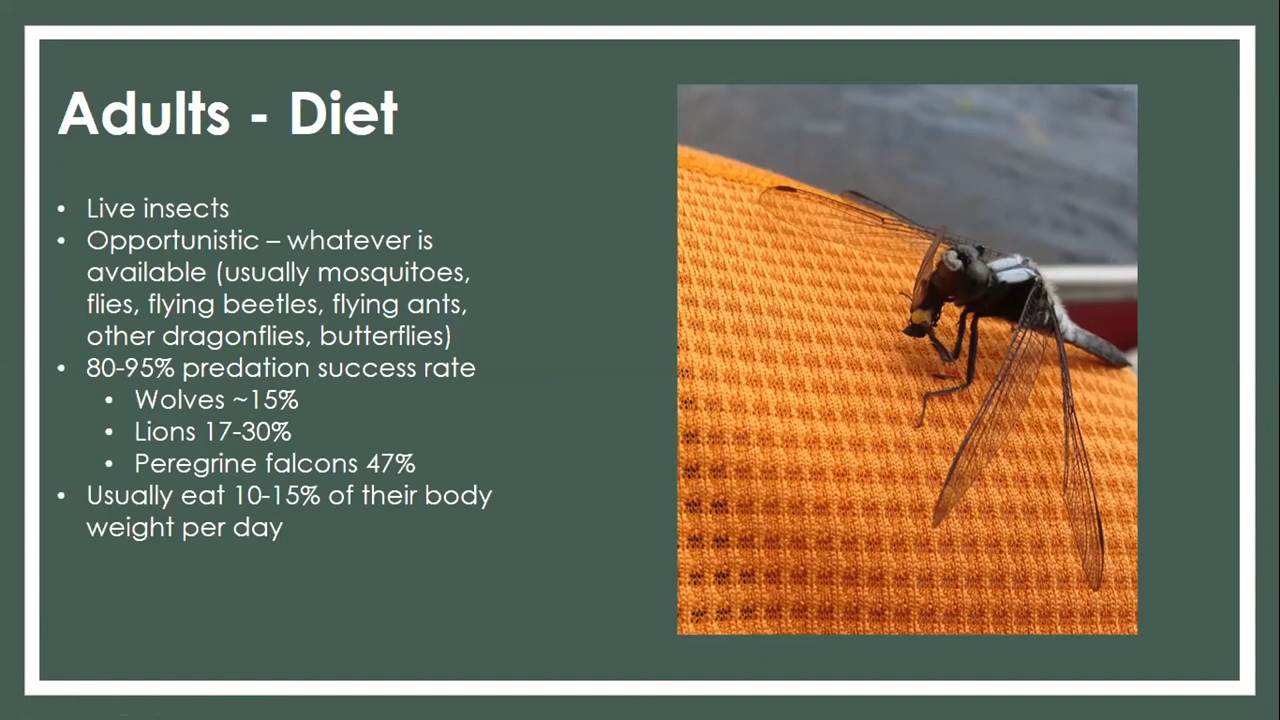 Adults - Diet
• Live insects
• Opportunistic – whatever is
available (usually mosquitoes,
flies, flying beetles, flying ants,
other dragonflies, butterflies)
• 80-95% predation success rate
• Wolves ~15%
• Lions 17-30%
• Peregrine falcons 47%
• Usually eat 10-15% of their body
weight per day